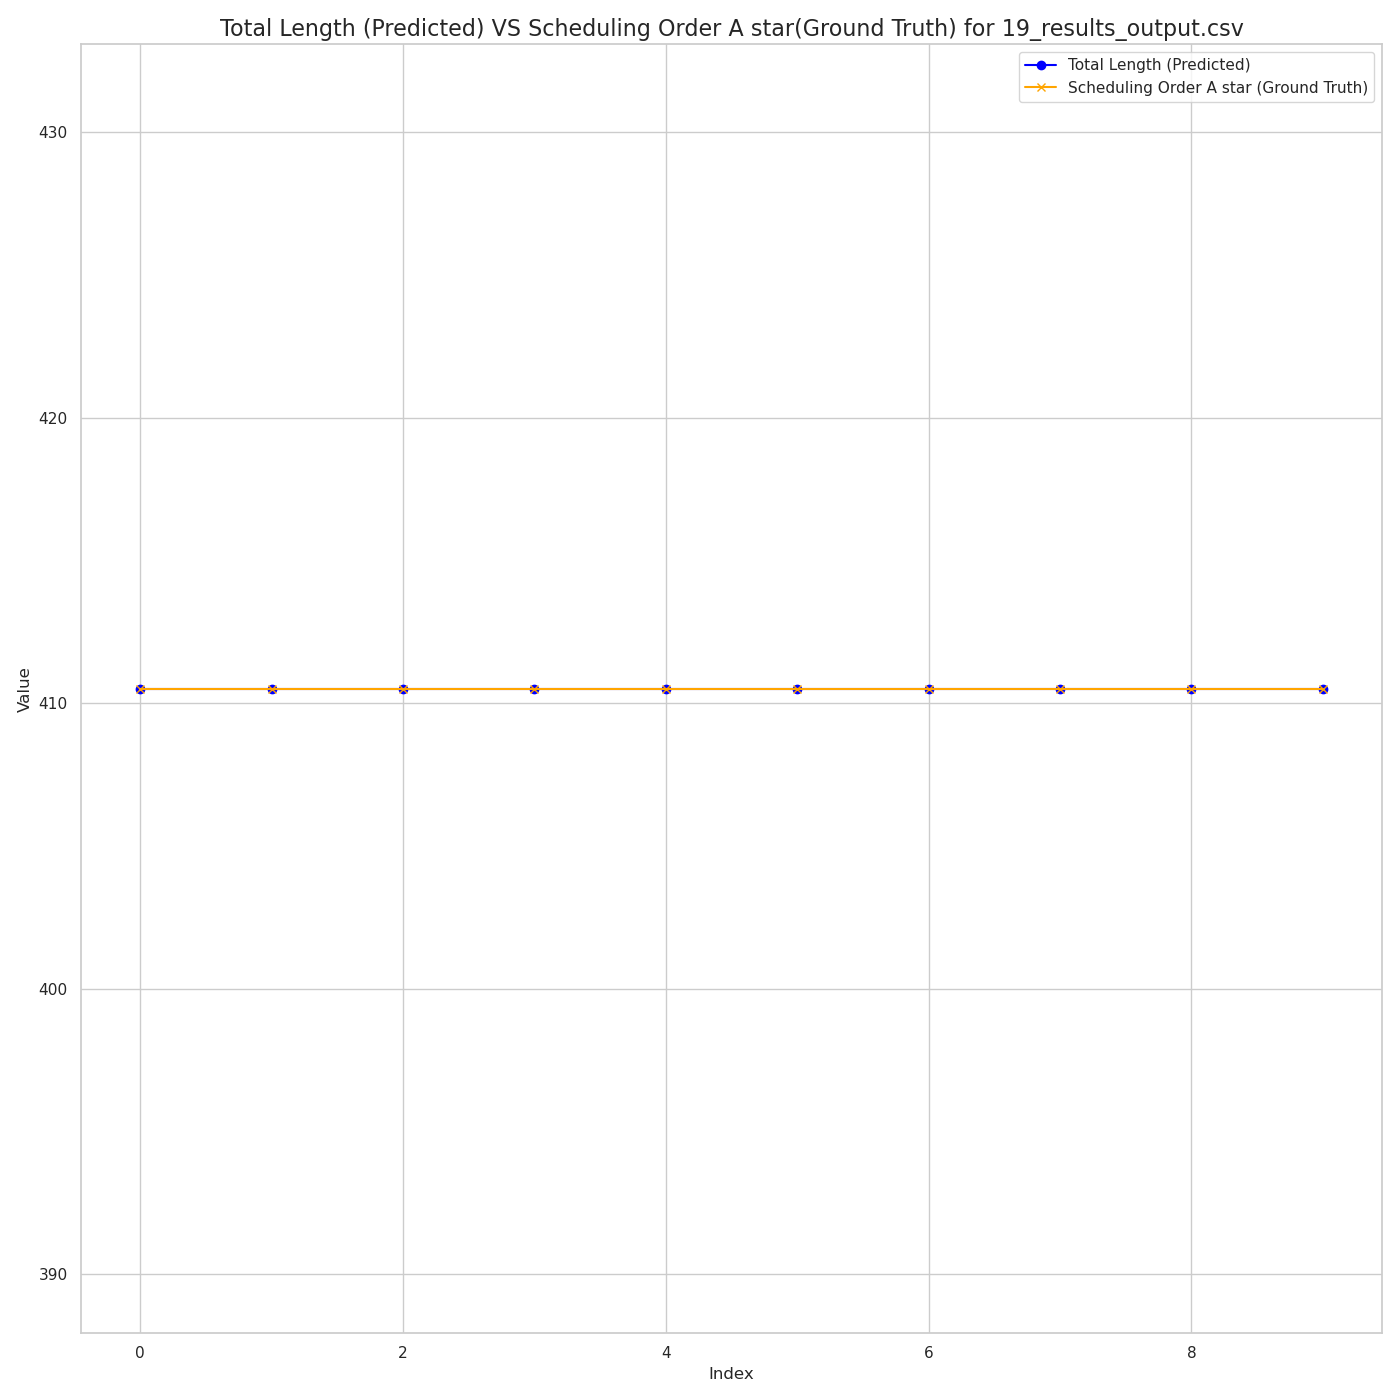 Total Length (Predicted) VS Scheduling Order A star(Ground Truth) for 19_results_output.csv
Total Length (Predicted)
Scheduling Order A star (Ground Truth)
430
420
410
400
390
Value
0 2 4 6 8
Index